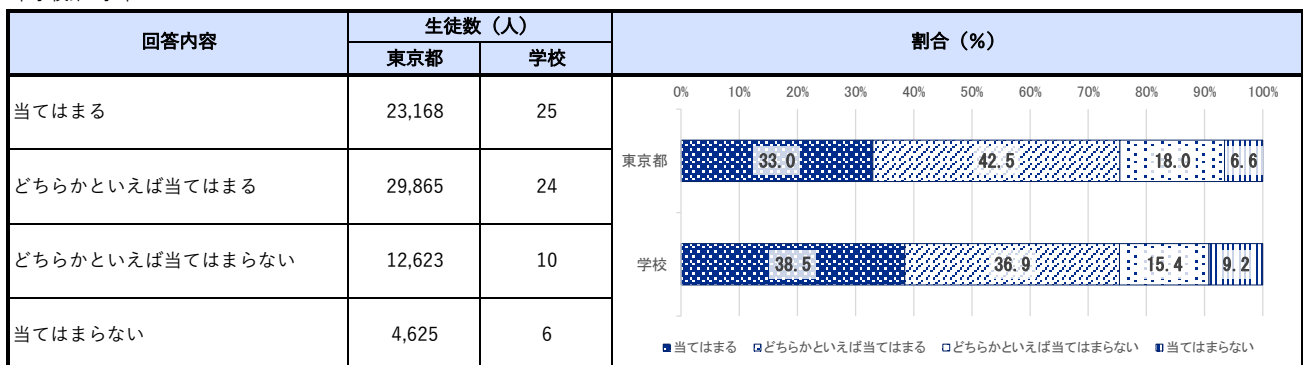 回答内容
生徒数（人）
割合（%）
東京都
学校
当てはまる
23,168
25
どちらかといえば当てはまる
29,865
24
どちらかといえば当てはまらない
12,623
10
当てはまらない
4,625
6
0% 10% 20% 30% 40% 50% 60% 70% 80% 90% 100%
東京都 33.0 42.5 18.0 6.6
学校 38.5 36.9 15.4 9.2
当てはまる どちらかといえば当てはまる どちらかといえば当てはまらない 当てはまらない